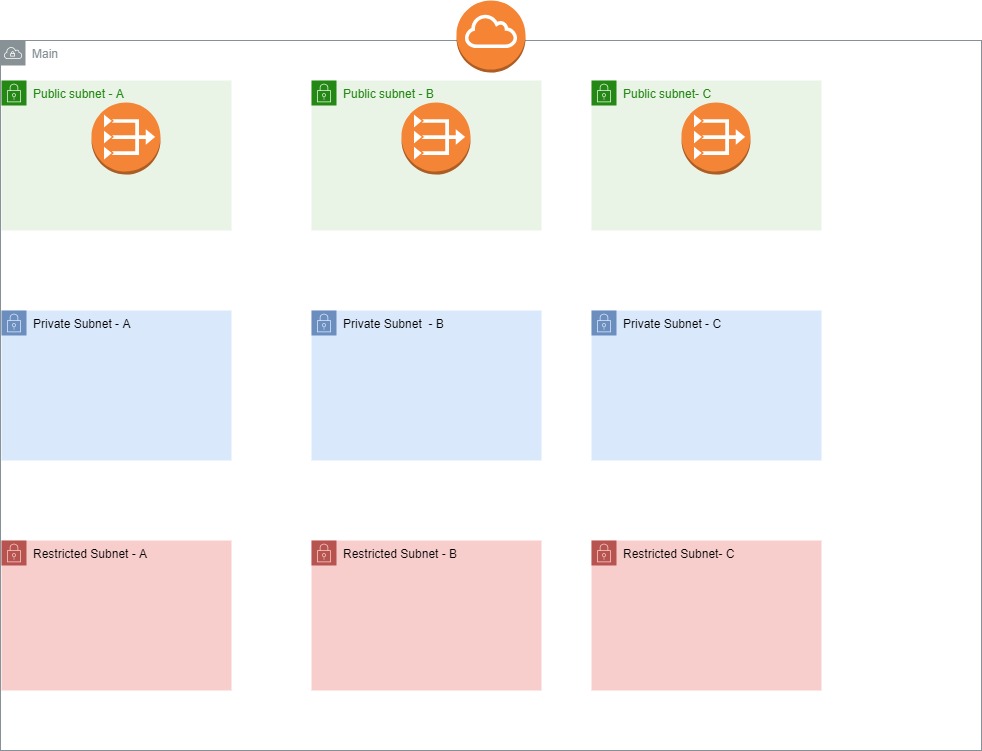 Main
Public subnet - A
Public subnet - B
Public subnet- C
Private Subnet - A
Private Subnet  - B
Private Subnet - C
Restricted Subnet - A
Restricted Subnet - B
Restricted Subnet- C